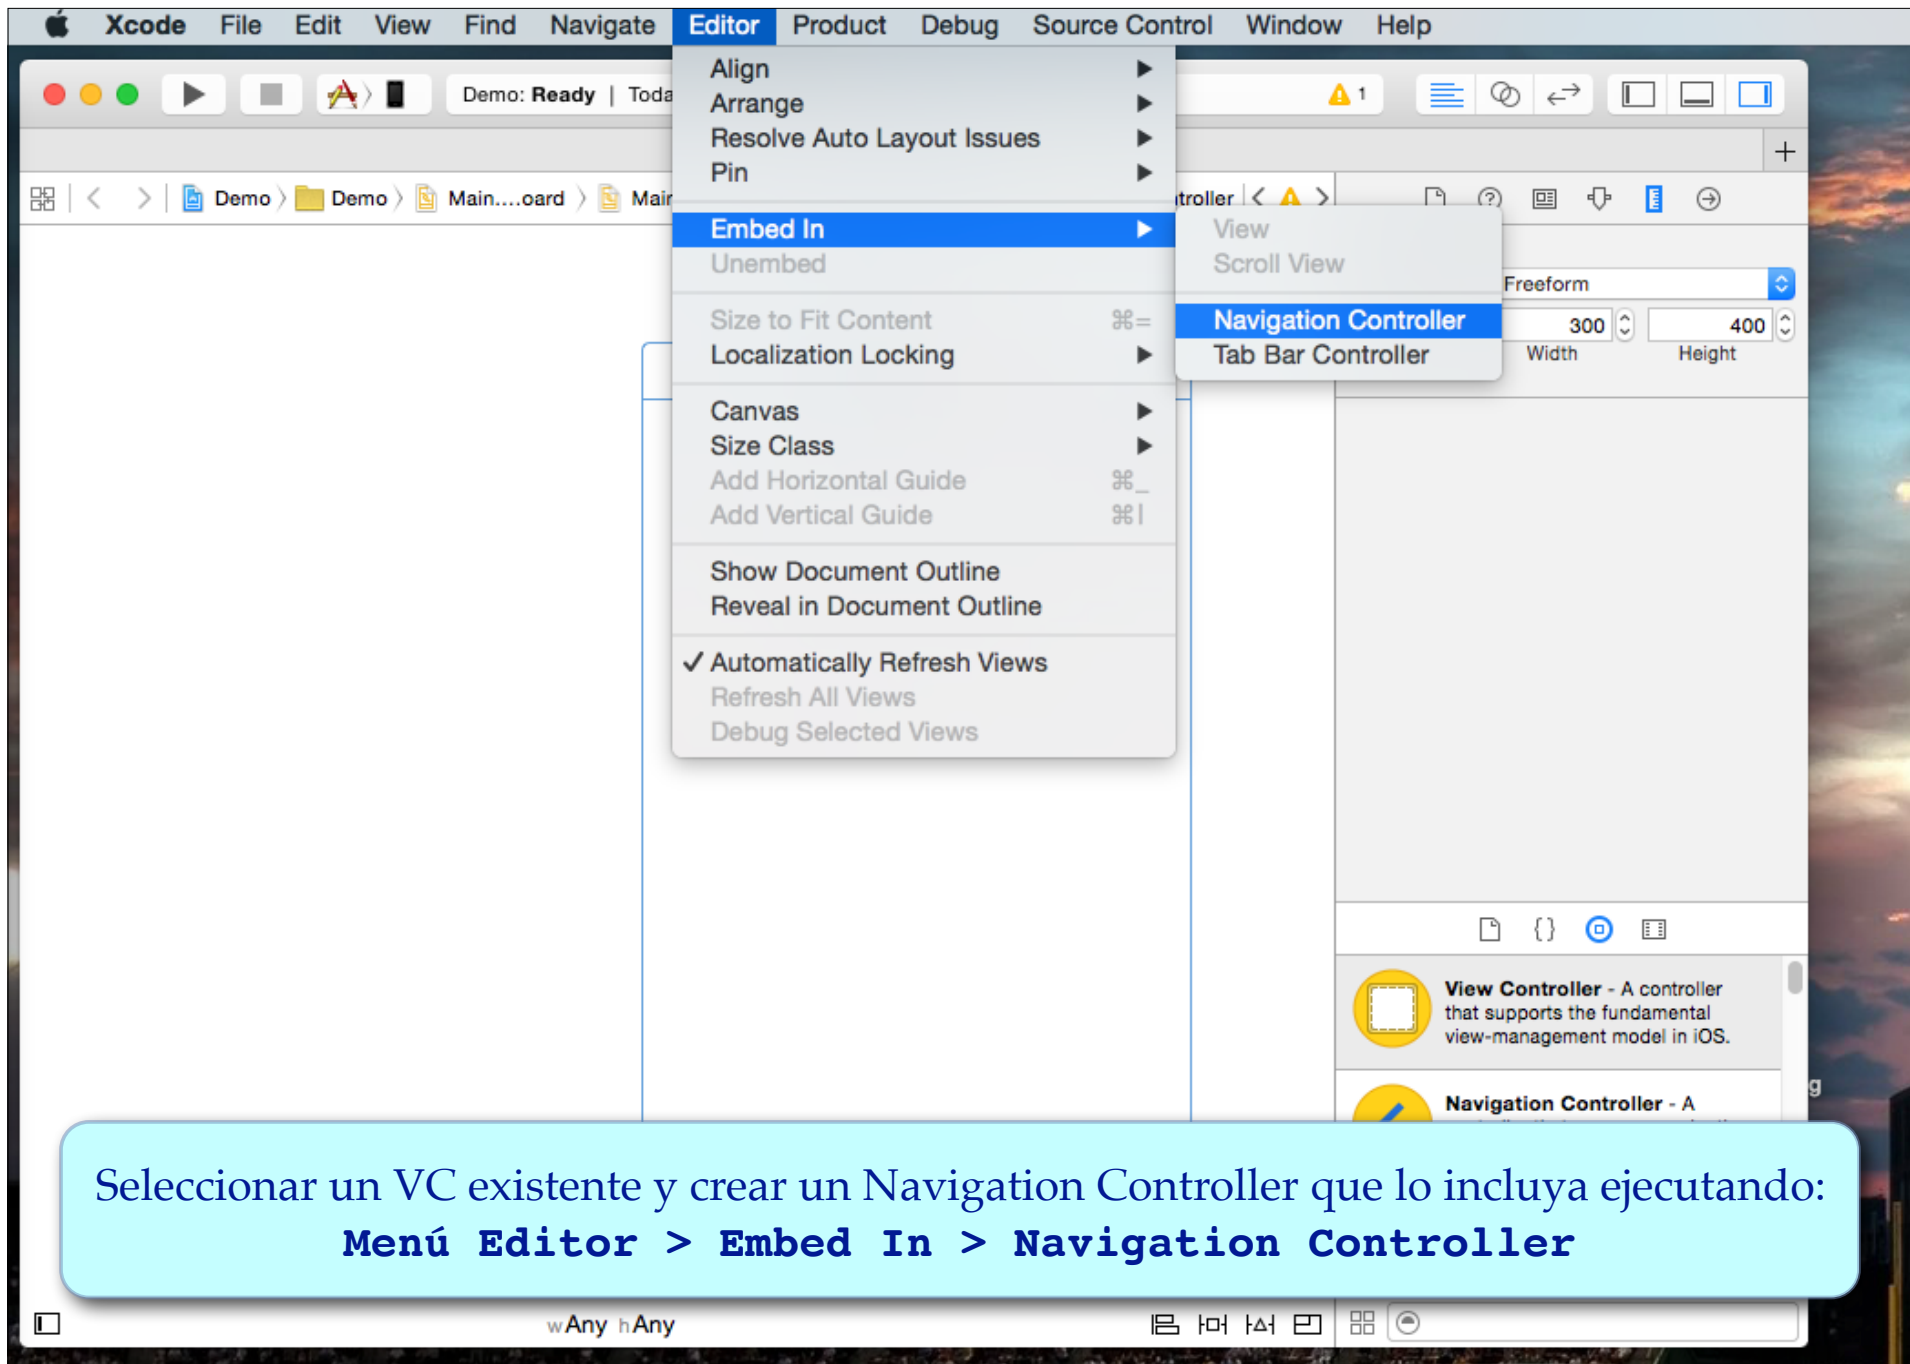 Xcode File Edit View Find Navigate Editor Product Debug Source Control Window Help
Demo: Ready | Toda
1
Align
Arrange
Resolve Auto Layout Issues
Pin
Embed In
Unembed
Size to Fit Content ⌘=
Localization Locking
Canvas
Size Class
Add Horizontal Guide ⌘_
Add Vertical Guide ⌘|
Show Document Outline
Reveal in Document Outline
✓ Automatically Refresh Views
Refresh All Views
Debug Selected Views
View
Scroll View
Navigation Controller
Tab Bar Controller
Demo Demo Main....oard Mai
troller
Freeform
300 400
Width Height
View Controller - A controller
that supports the fundamental
view-management model in iOS.
Navigation Controller - A
g
Seleccionar un VC existente y crear un Navigation Controller que lo incluya ejecutando:
Menú Editor > Embed In > Navigation Controller
wAny hAny